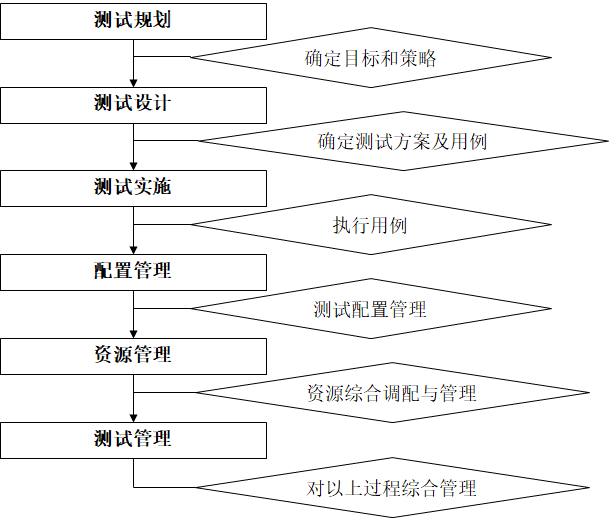 测试规划
确定目标和策略
测试设计
确定测试方案及用例
测试实施
执行用例
配置管理
测试配置管理
资源管理
资源综合调配与管理
测试管理
对以上过程综合管理